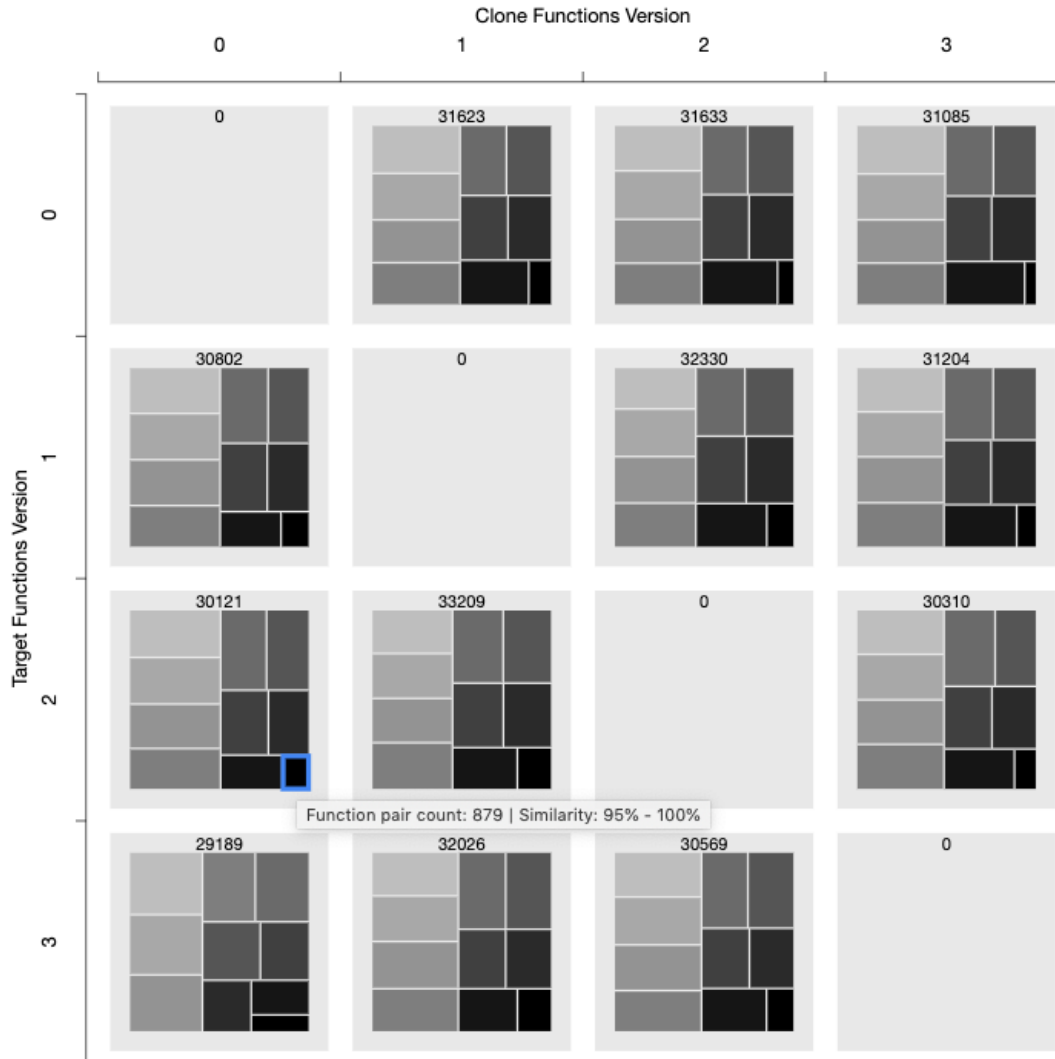 Clone Functions Version
0 1 2 3
0 31623 31633 31085
0
30802 0 32330 31204
1
Target Functions Version
30121 33209 0 30310
2
Function pair count: 879 | Similarity: 95% - 100%
29189 32026 30569 0
3